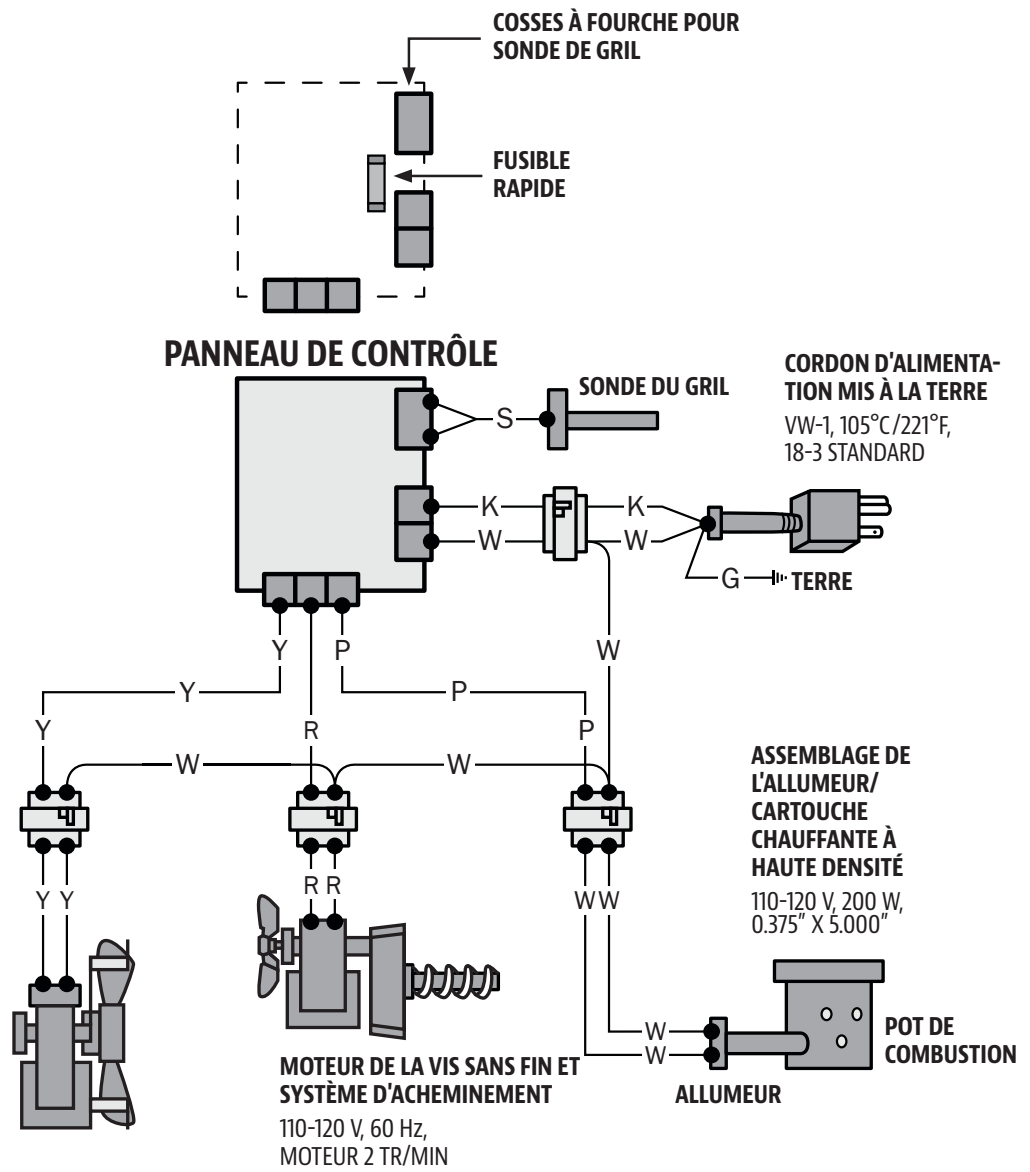 COSSES À FOURCHE POUR
SONDE DE GRIL
FUSIBLE
RAPIDE
PANNEAU DE CONTRÔLE
SONDE DU GRIL
CORDON D'ALIMENTA-
TION MIS À LA TERRE
VW-1, 105°C/221°F,
18-3 STANDARD
S
K
K
W
W
G
TERRE
Y
P
W
Y
P
Y
R
P
W
W
ASSEMBLAGE DE
L'ALLUMEUR/
CARTOUCHE
CHAUFFANTE À
HAUTE DENSITÉ
110-120 V, 200 W,
0.375" X 5.000"
Y Y
R R
W W
W
W
POT DE
COMBUSTION
ALLUMEUR
MOTEUR DE LA VIS SANS FIN ET
SYSTÈME D'ACHEMINEMENT
110-120 V, 60 Hz,
MOTEUR 2 TR/MIN